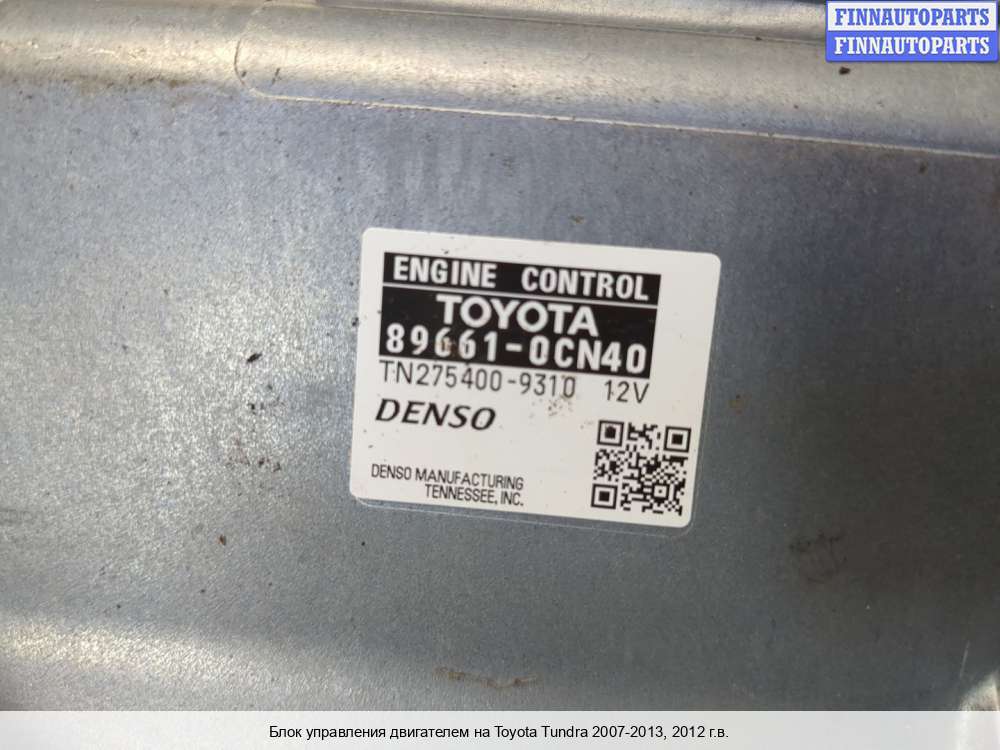 FINNAUTOPARTS
FINNAUTOPARTS
ENGINE CONTROL
TOYOTA
89661-0CN40
TN275400-9310 12V
DENSO
DENSO MANUFACTURING
TENNESSEE, INC.
Блок управления двигателем на Toyota Tundra 2007-2013, 2012 г.в.